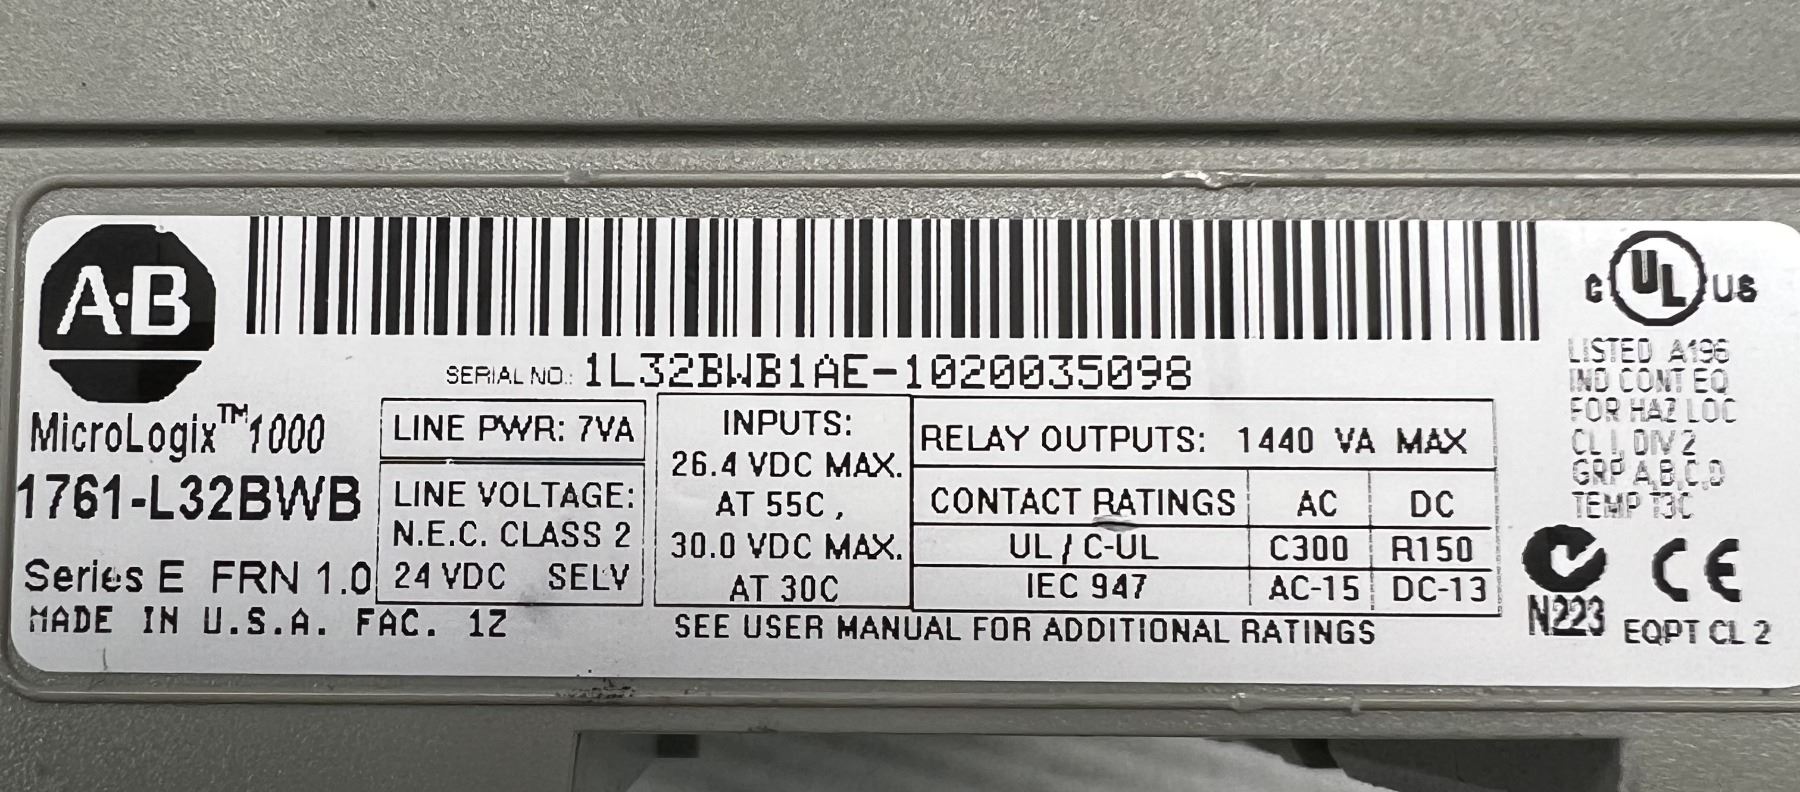 A·B
SERIAL NO.: 1L32BWB1AE-1020035098
MicroLogix™1000
1761-L32BWB
Series E FRN 1.0
MADE IN U.S.A. FAC. 1Z
LINE PWR: 7VA
LINE VOLTAGE:
N.E.C. CLASS 2
24 VDC SELV
INPUTS:
26.4 VDC MAX.
AT 55C,
30.0 VDC MAX.
AT 30C
RELAY OUTPUTS: 1440 VA MAX
CONTACT RATINGS AC DC
UL / C-UL C300 R150
IEC 947 AC-15 DC-13
SEE USER MANUAL FOR ADDITIONAL RATINGS
C UL US
LISTED A196
IND CONT EQ
FOR HAZ LOC
CL I, DIV 2
GRP A,B,C,D
TEMP T3C
N223
CE
EQPT CL 2